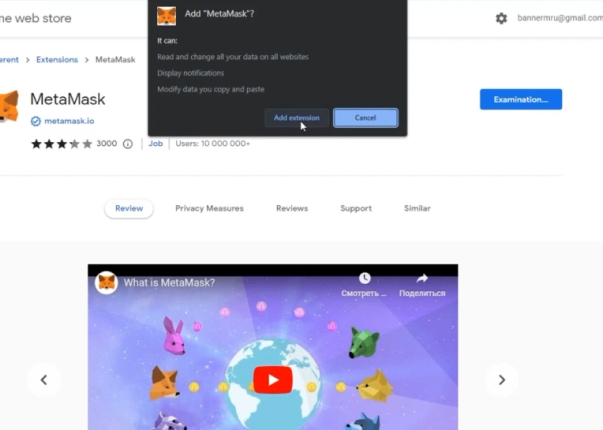 me web store
bannermru@gmail.com
Add "MetaMask"?
It can:
Read and change all your data on all websites
Display notifications
Modify data you copy and paste
Add extension
Cancel
Extensions
MetaMask
MetaMask
Examination...
metamask.io
3000
Job
Users: 10 000 000+
Review
Privacy Measures
Reviews
Support
Similar
What is MetaMask?
Смотреть ...
Поделиться